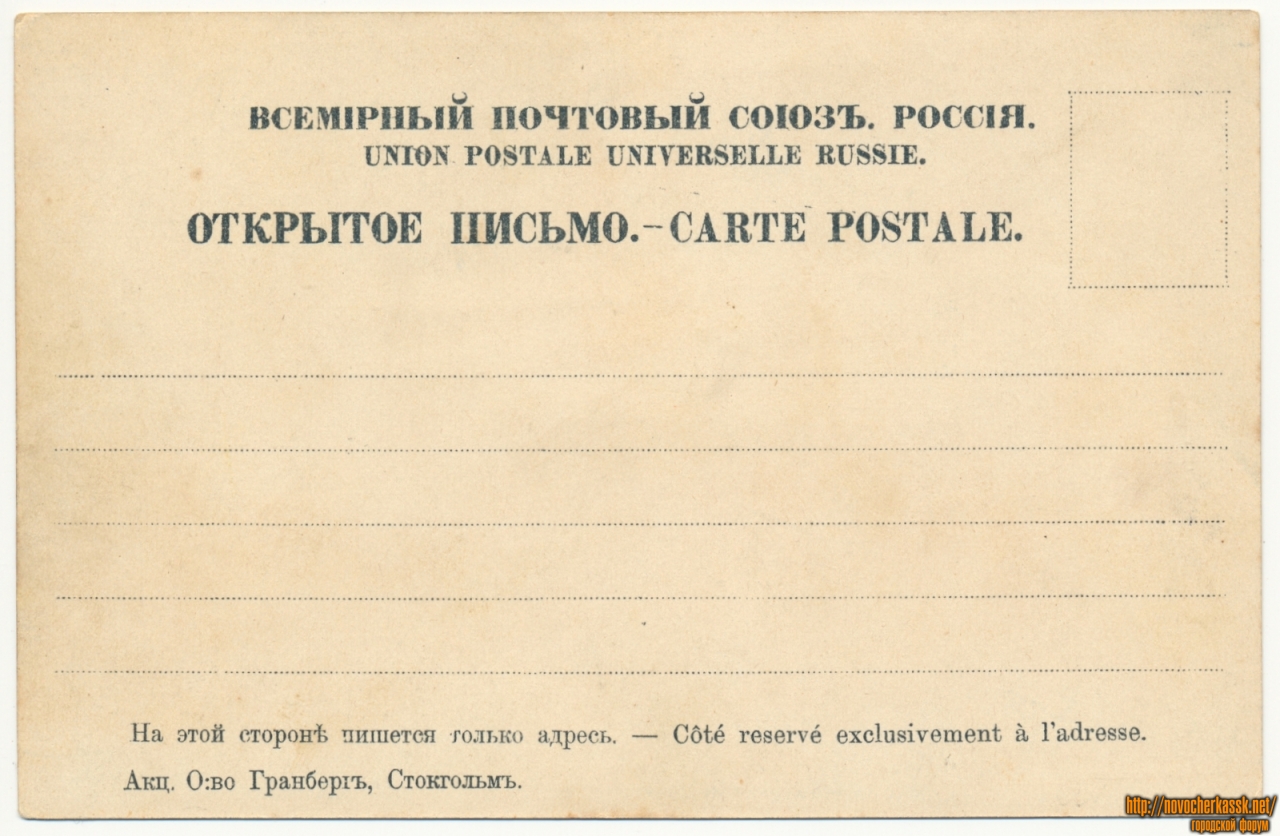 ВСЕМІРНЫЙ ПОЧТОВЫЙ СОЮЗЪ. РОССІЯ.
UNION POSTALE UNIVERSELLE RUSSIE.
ОТКРЫТОЕ ПИСЬМО.-CARTE POSTALE.
На этой сторонѣ пишется только адресь. — Côté reservé exclusivement à l'adresse.
Акц. О:во Гранбергъ, Стокгольмъ.
http://novocherkassk.net/
городской форум